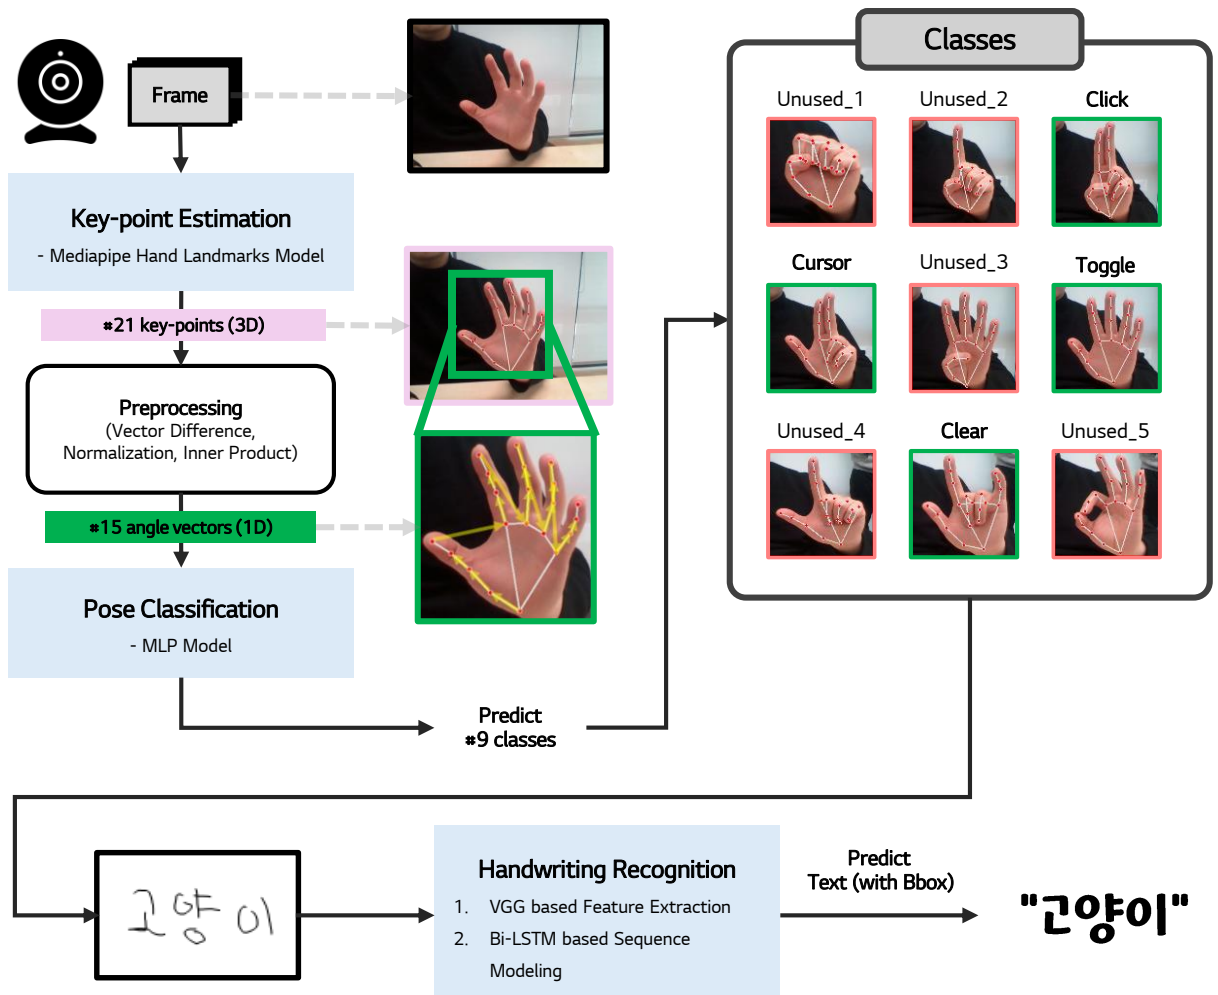 Frame
Key-point Estimation
- Mediapipe Hand Landmarks Model
#21 key-points (3D)
Preprocessing
(Vector Difference,
Normalization, Inner Product)
#15 angle vectors (1D)
Pose Classification
- MLP Model
Predict
#9 classes
Classes
Unused_1
Unused_2
Click
Cursor
Unused_3
Toggle
Unused_4
Clear
Unused_5
고양이
Handwriting Recognition
1. VGG based Feature Extraction
2. Bi-LSTM based Sequence
Modeling
Predict
Text (with Bbox)
"고양이"